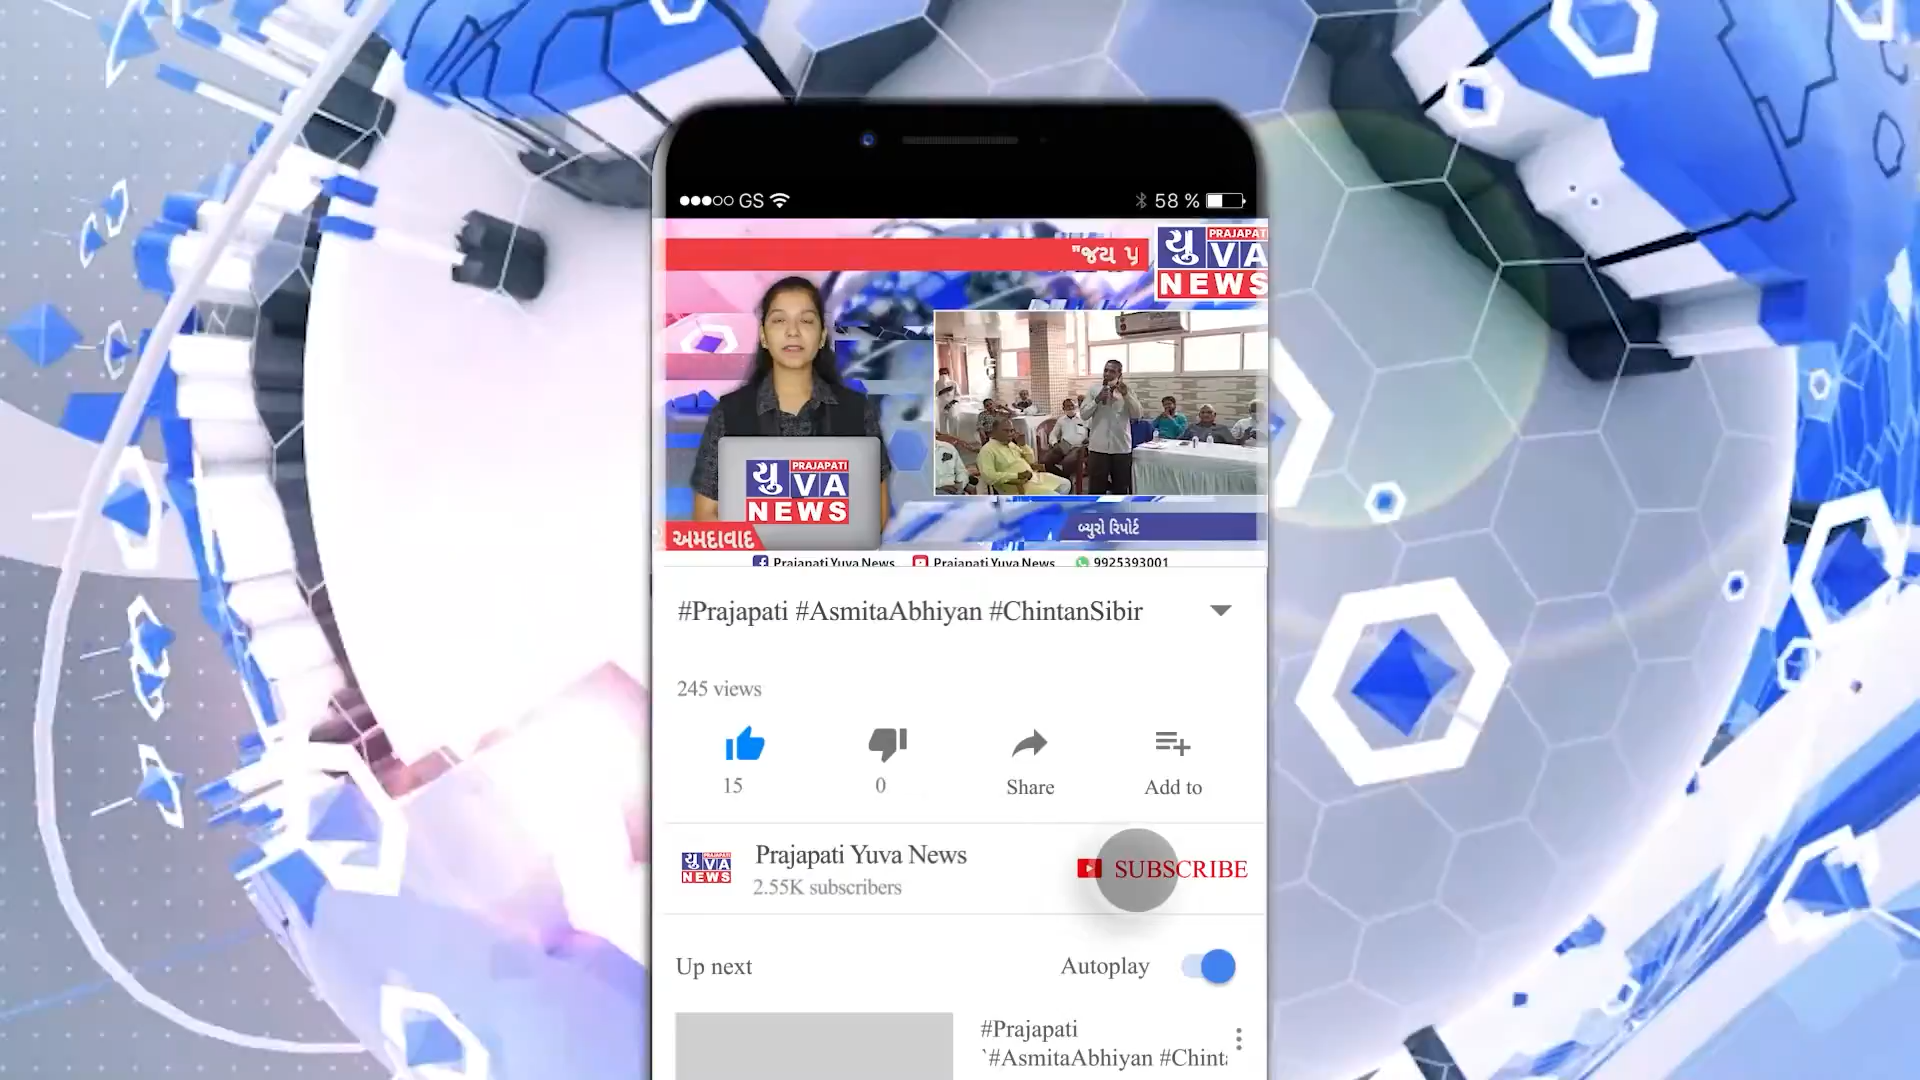 GS
58 %
"જય પ્ર
PRAJAPATI
યુVA
NEWS
PRAJAPATI
યુVA
NEWS
અમદાવાદ
બ્યુરો રિપોર્ટ
Prajapati Yuva News
Prajapati Yuva News
9925393001
#Prajapati #AsmitaAbhiyan #ChintanSibir
245 views
15
0
Share
Add to
યુVA
NEWS
Prajapati Yuva News
2.55K subscribers
SUBSCRIBE
Up next
Autoplay
#Prajapati
`#AsmitaAbhiyan #Chint